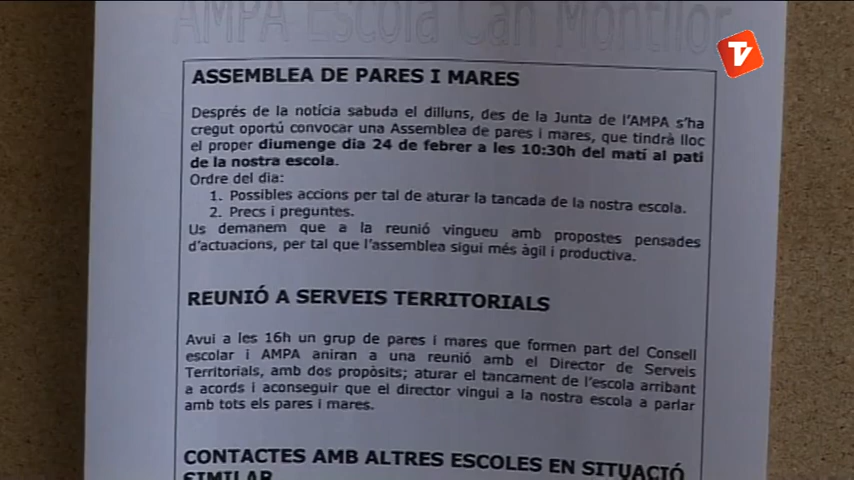 AMPA Escola Can Montllor
TV
ASSEMBLEA DE PARES I MARES
Després de la notícia sabuda el dilluns, des de la Junta de l'AMPA s'ha
cregut oportú convocar una Assemblea de pares i mares, que tindrà lloc
el proper diumenge dia 24 de febrer a les 10:30h del matí al pati
de la nostra escola.
Ordre del dia:
1. Possibles accions per tal de aturar la tancada de la nostra escola.
2. Precs i preguntes.
Us demanem que a la reunió vingueu amb propostes pensades
d'actuacions, per tal que l'assemblea sigui més àgil i productiva.
REUNIÓ A SERVEIS TERRITORIALS
Avui a les 16h un grup de pares i mares que formen part del Consell
escolar i AMPA aniran a una reunió amb el Director de Serveis
Territorials, amb dos propòsits; aturar el tancament de l'escola arribant
a acords i aconseguir que el director vingui a la nostra escola a parlar
amb tots els pares i mares.
CONTACTES AMB ALTRES ESCOLES EN SITUACIÓ
SIMILAR